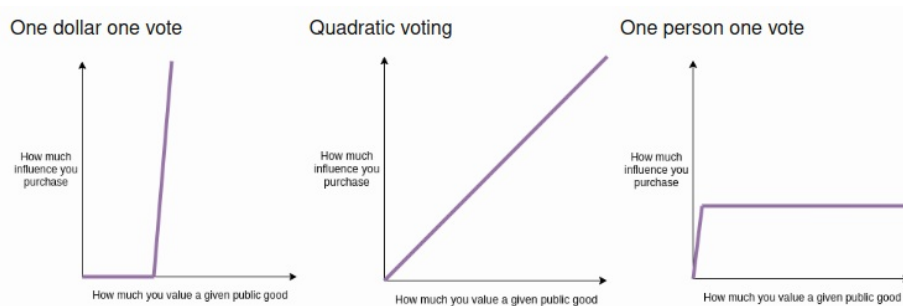 One dollar one vote
How much
influence you
purchase
How much you value a given public good
Quadratic voting
How much
influence you
purchase
How much you value a given public good
One person one vote
How much
influence you
purchase
How much you value a given public good